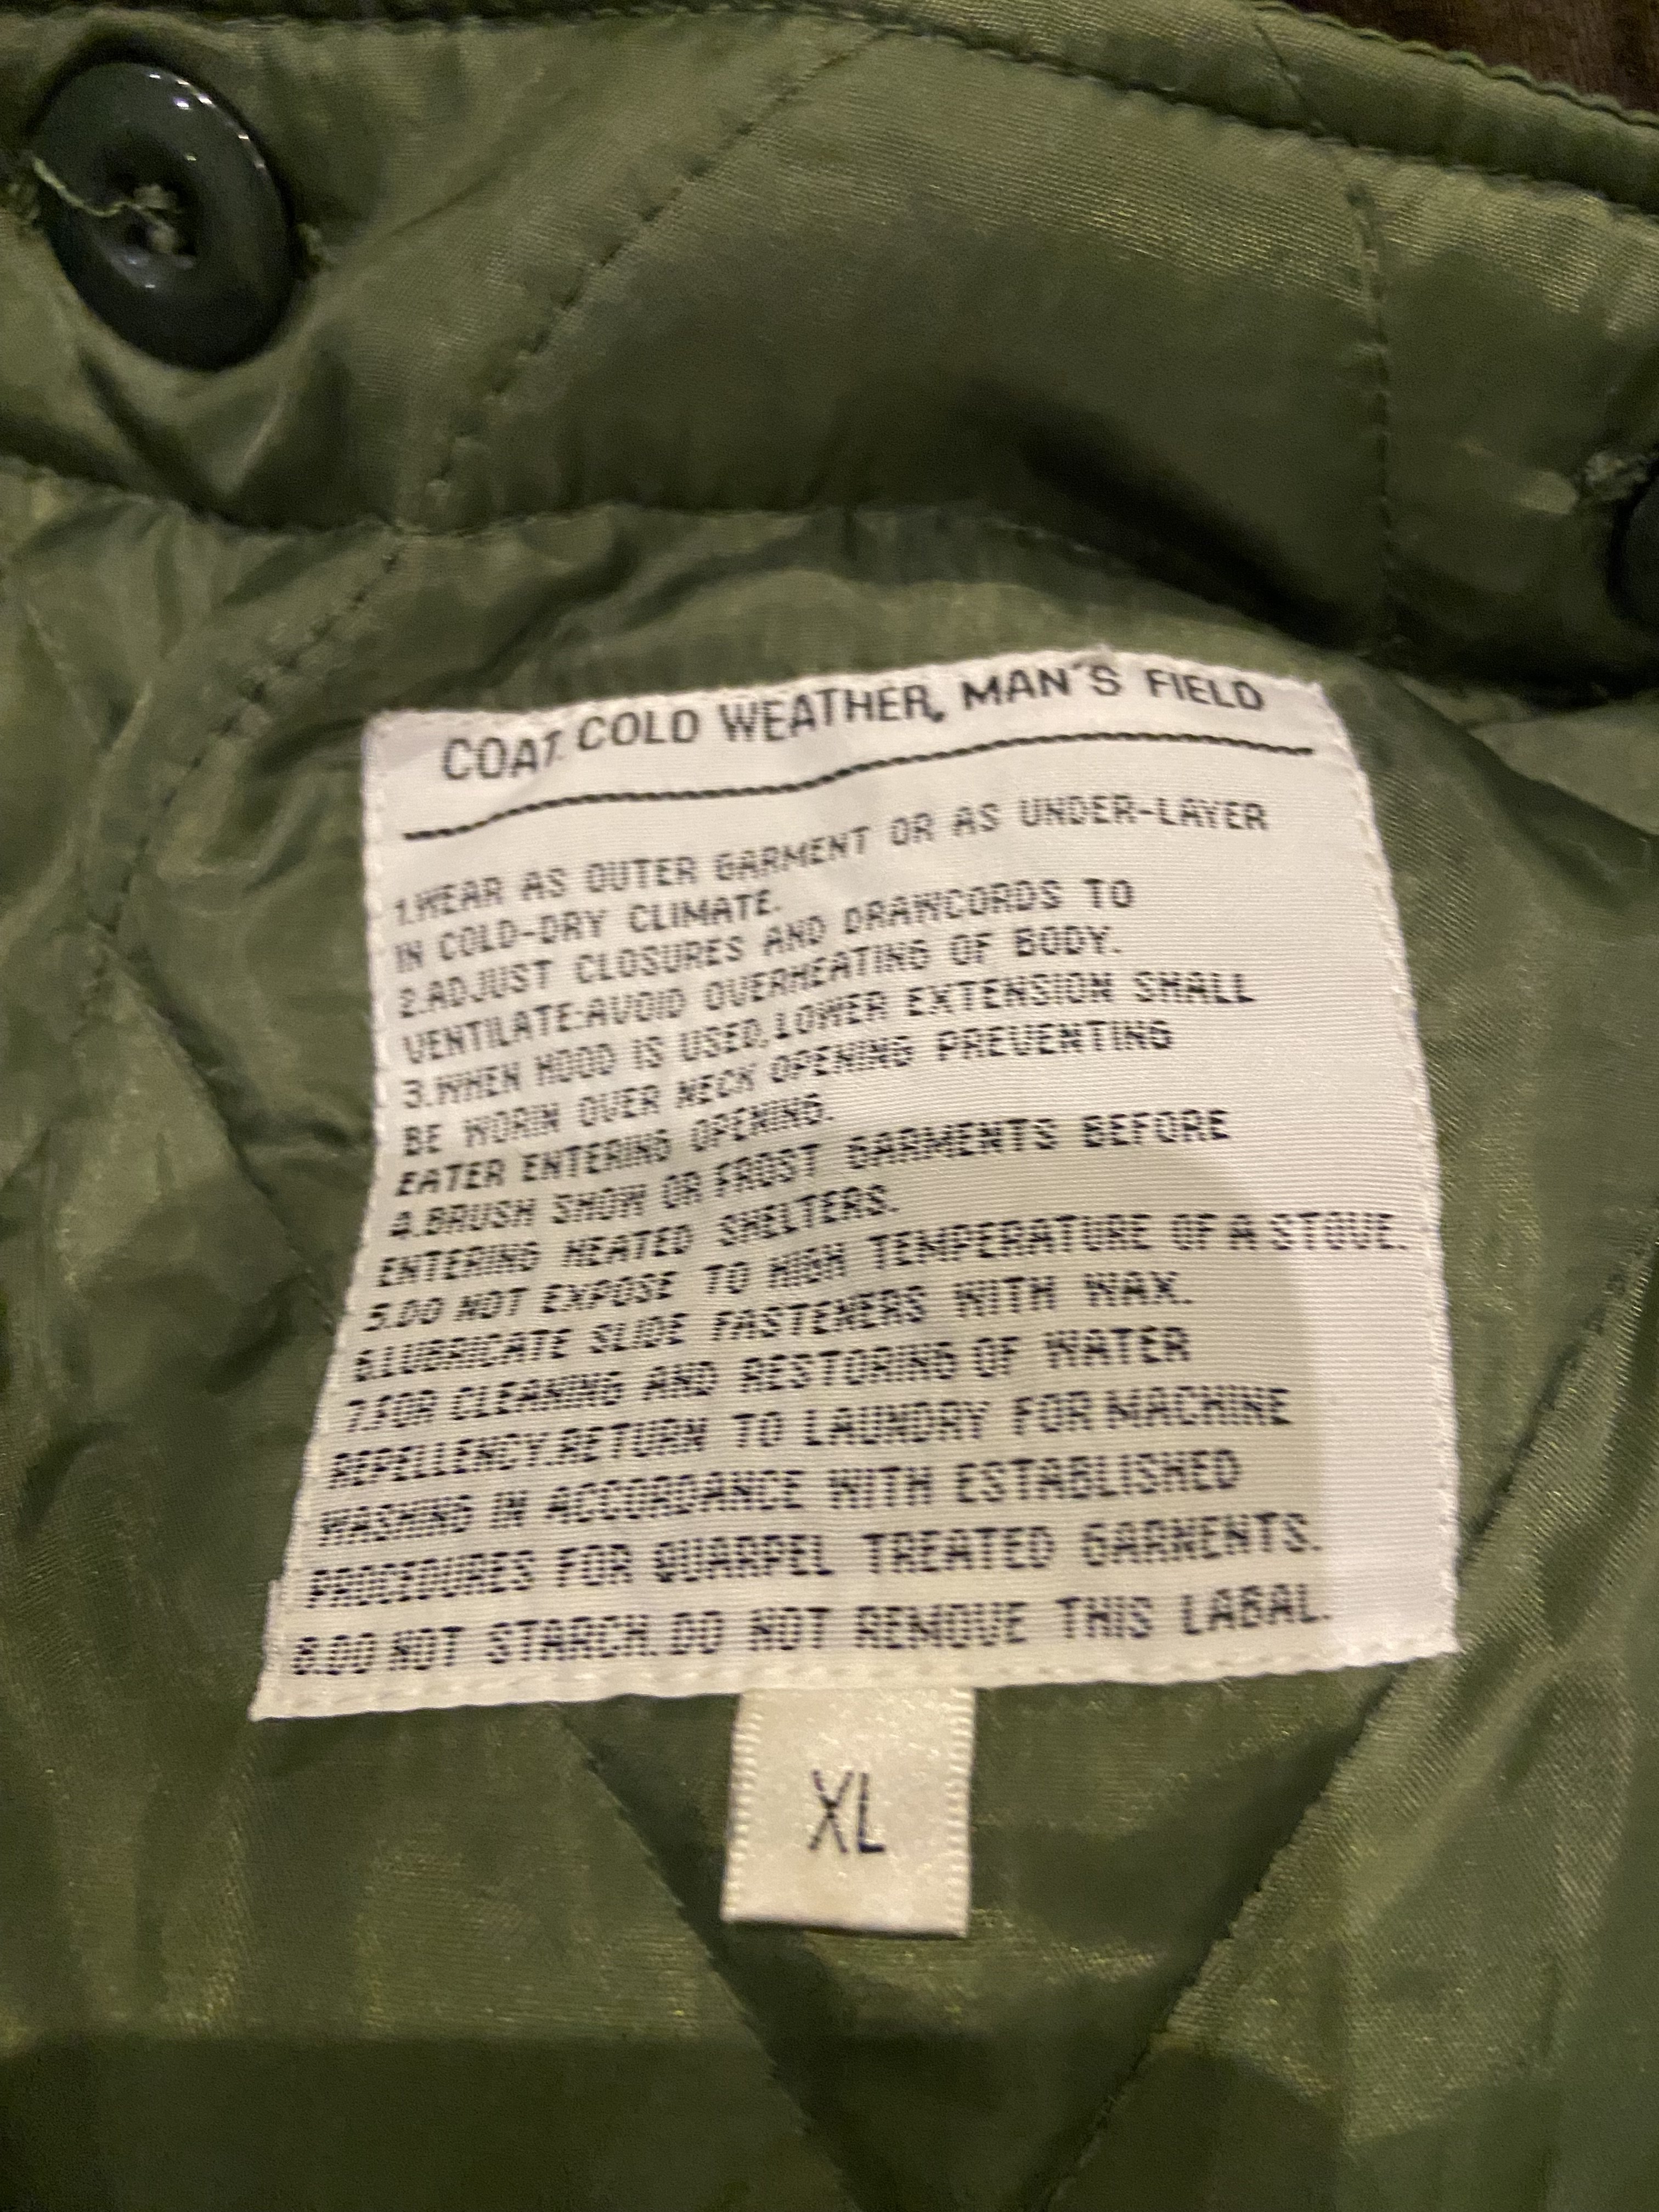 COAT. COLD WEATHER, MAN'S FIELD
1.WEAR AS OUTER GARMENT OR AS UNDER-LAYER
IN COLD-DRY CLIMATE.
2.ADJUST CLOSURES AND DRAWCORDS TO
VENTILATE:AVOID OVERHEATING OF BODY.
3.WHEN HOOD IS USED,LOWER EXTENSION SHALL
BE WORIN OVER NECK OPENING PREVENTING
EATER ENTERING OPENING.
4.BRUSH SHOW OR FROST GARMENTS BEFORE
ENTERING HEATED SHELTERS.
5.DO NOT EXPOSE TO HIGH TEMPERATURE OF A STOVE.
6.LUBRICATE SLIDE FASTENERS WITH WAX.
7.FOR CLEANING AND RESTORING OF WATER
REPELLENCY.RETURN TO LAUNDRY FOR MACHINE
WASHING IN ACCORDANCE WITH ESTABLISHED
PROCEDURES FOR QUARPEL TREATED GARNENTS.
8.DO NOT STARCH.DO NOT REMOVE THIS LABAL.
XL